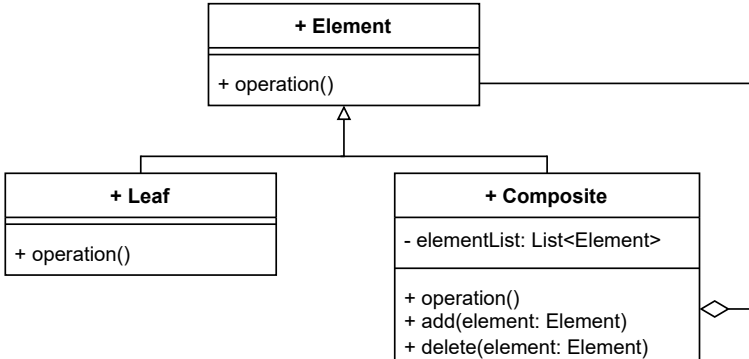 + Element
+ operation()
+ Leaf
+ operation()
+ Composite
- elementList: List<Element>
+ operation()
+ add(element: Element)
+ delete(element: Element)